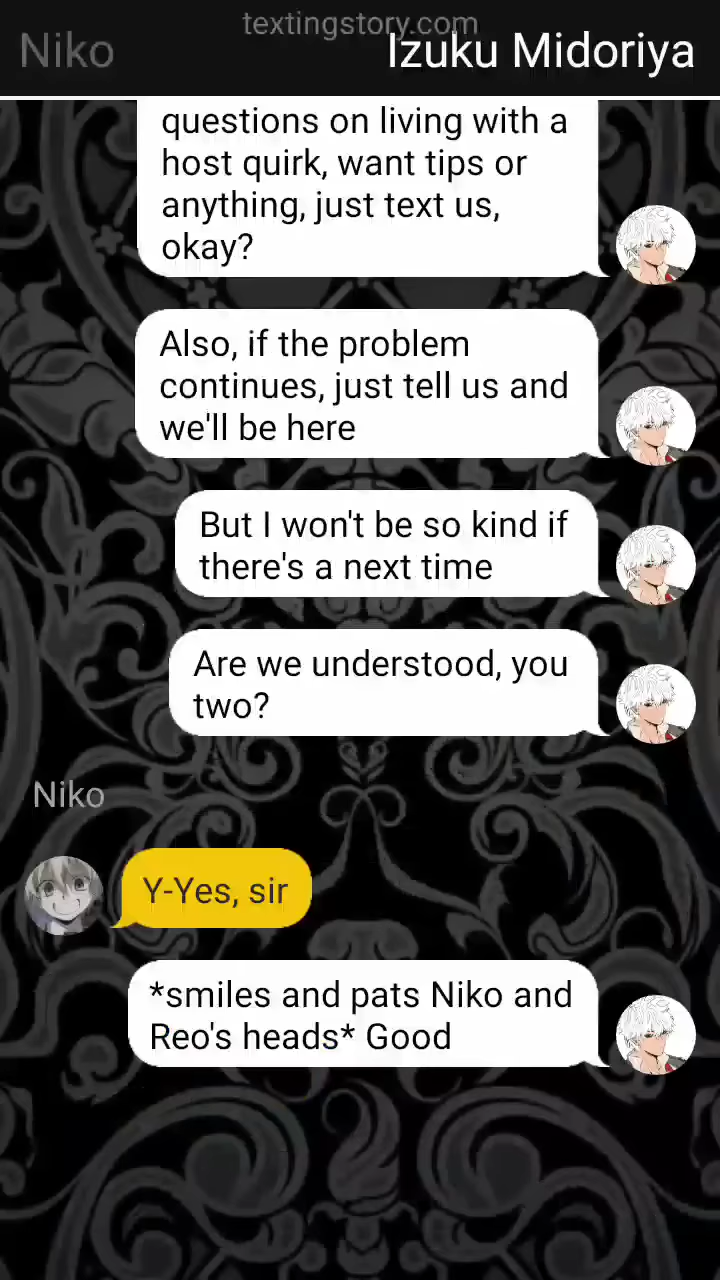 textingstory.com
Niko
Izuku Midoriya
questions on living with a
host quirk, want tips or
anything, just text us,
okay?
Also, if the problem
continues, just tell us and
we'll be here
But I won't be so kind if
there's a next time
Are we understood, you
two?
Niko
Y-Yes, sir
*smiles and pats Niko and
Reo's heads* Good